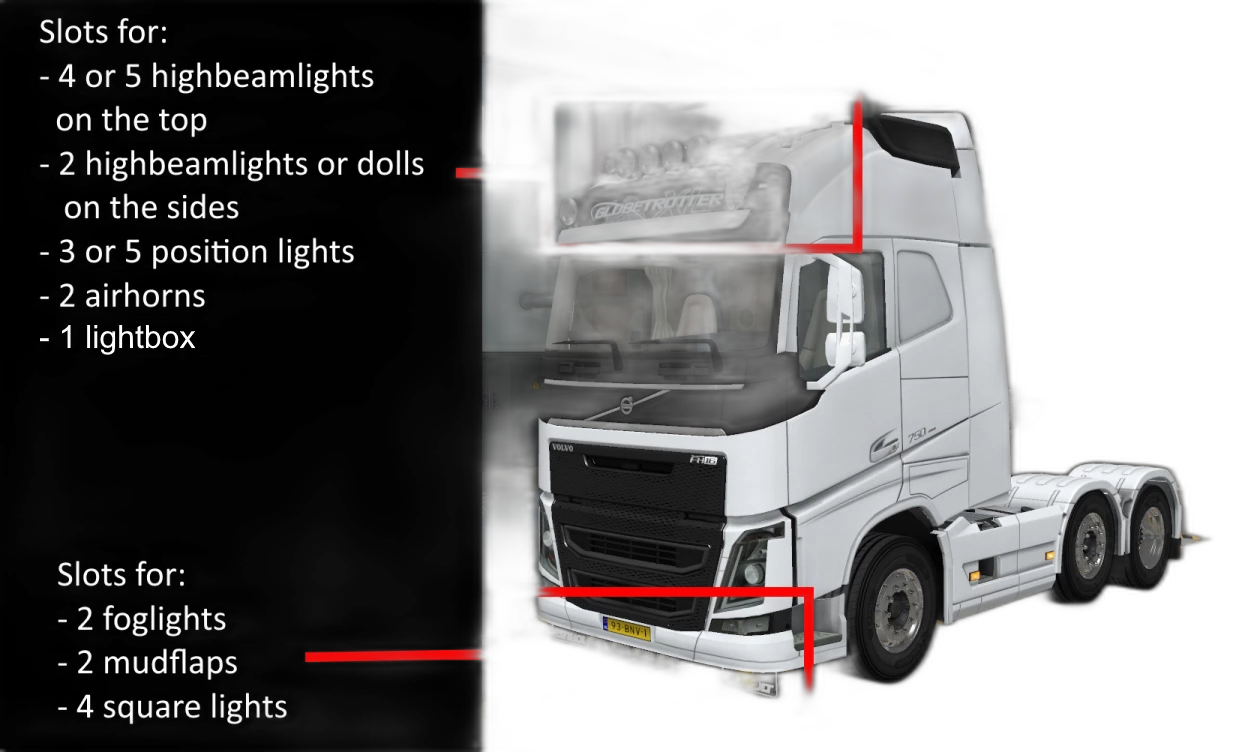 Slots for:
- 4 or 5 highbeamlights
on the top
- 2 highbeamlights or dolls
on the sides
- 3 or 5 position lights
- 2 airhorns
- 1 lightbox
GLOBETROTTER
750
VOLVO
FH16
Slots for:
- 2 foglights
- 2 mudflaps
- 4 square lights
93-BNV-1